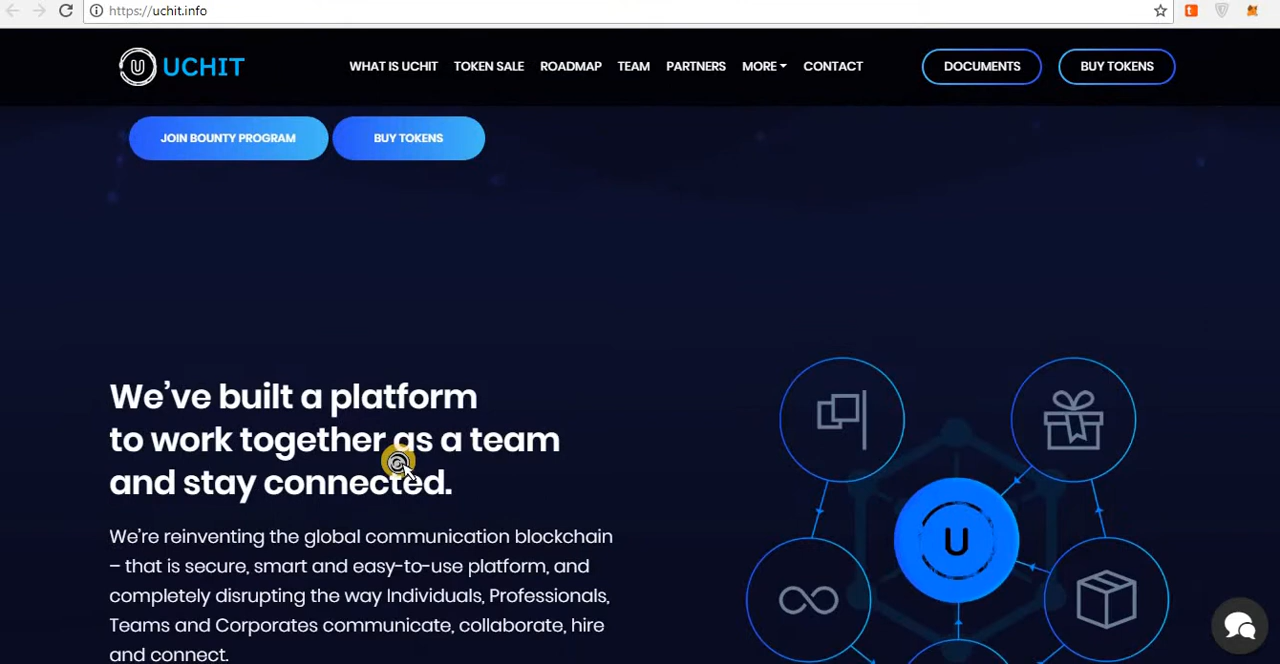 https://uchit.info
U UCHIT WHAT IS UCHIT TOKEN SALE ROADMAP TEAM PARTNERS MORE CONTACT DOCUMENTS BUY TOKENS
JOIN BOUNTY PROGRAM BUY TOKENS
We’ve built a platform
to work together as a team
and stay connected.
We’re reinventing the global communication blockchain
– that is secure, smart and easy-to-use platform, and
completely disrupting the way Individuals, Professionals,
Teams and Corporates communicate, collaborate, hire
and connect.
U